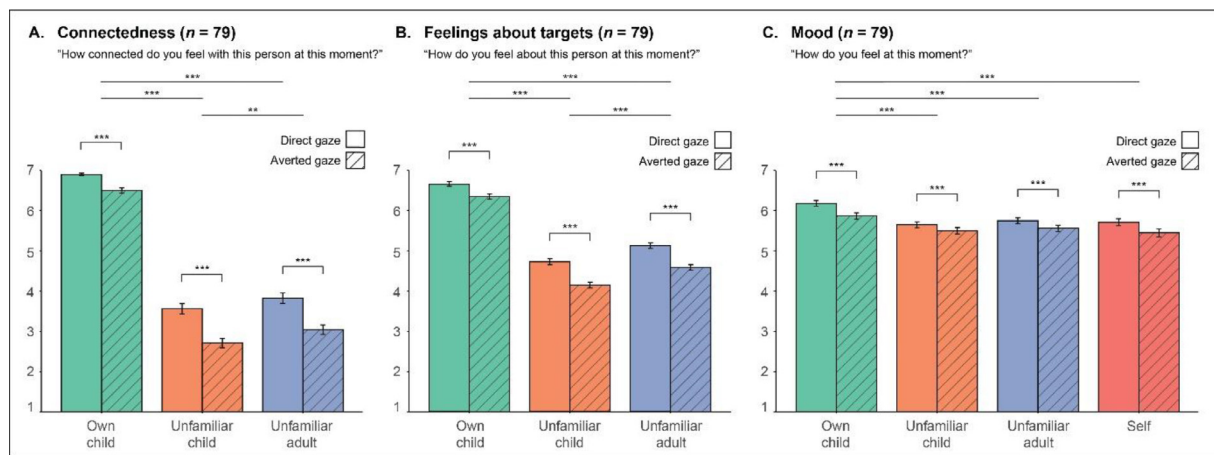 A. Connectedness (n = 79)
"How connected do you feel with this person at this moment?"
***
***
**
Direct gaze
Averted gaze
***
***
***
7
6
5
4
3
2
1
Own
child
Unfamiliar
child
Unfamiliar
adult
B. Feelings about targets (n = 79)
"How do you feel about this person at this moment?"
***
***
***
Direct gaze
Averted gaze
***
***
***
7
6
5
4
3
2
1
Own
child
Unfamiliar
child
Unfamiliar
adult
C. Mood (n = 79)
"How do you feel at this moment?"
***
***
***
Direct gaze
Averted gaze
***
***
***
***
7
6
5
4
3
2
1
Own
child
Unfamiliar
child
Unfamiliar
adult
Self